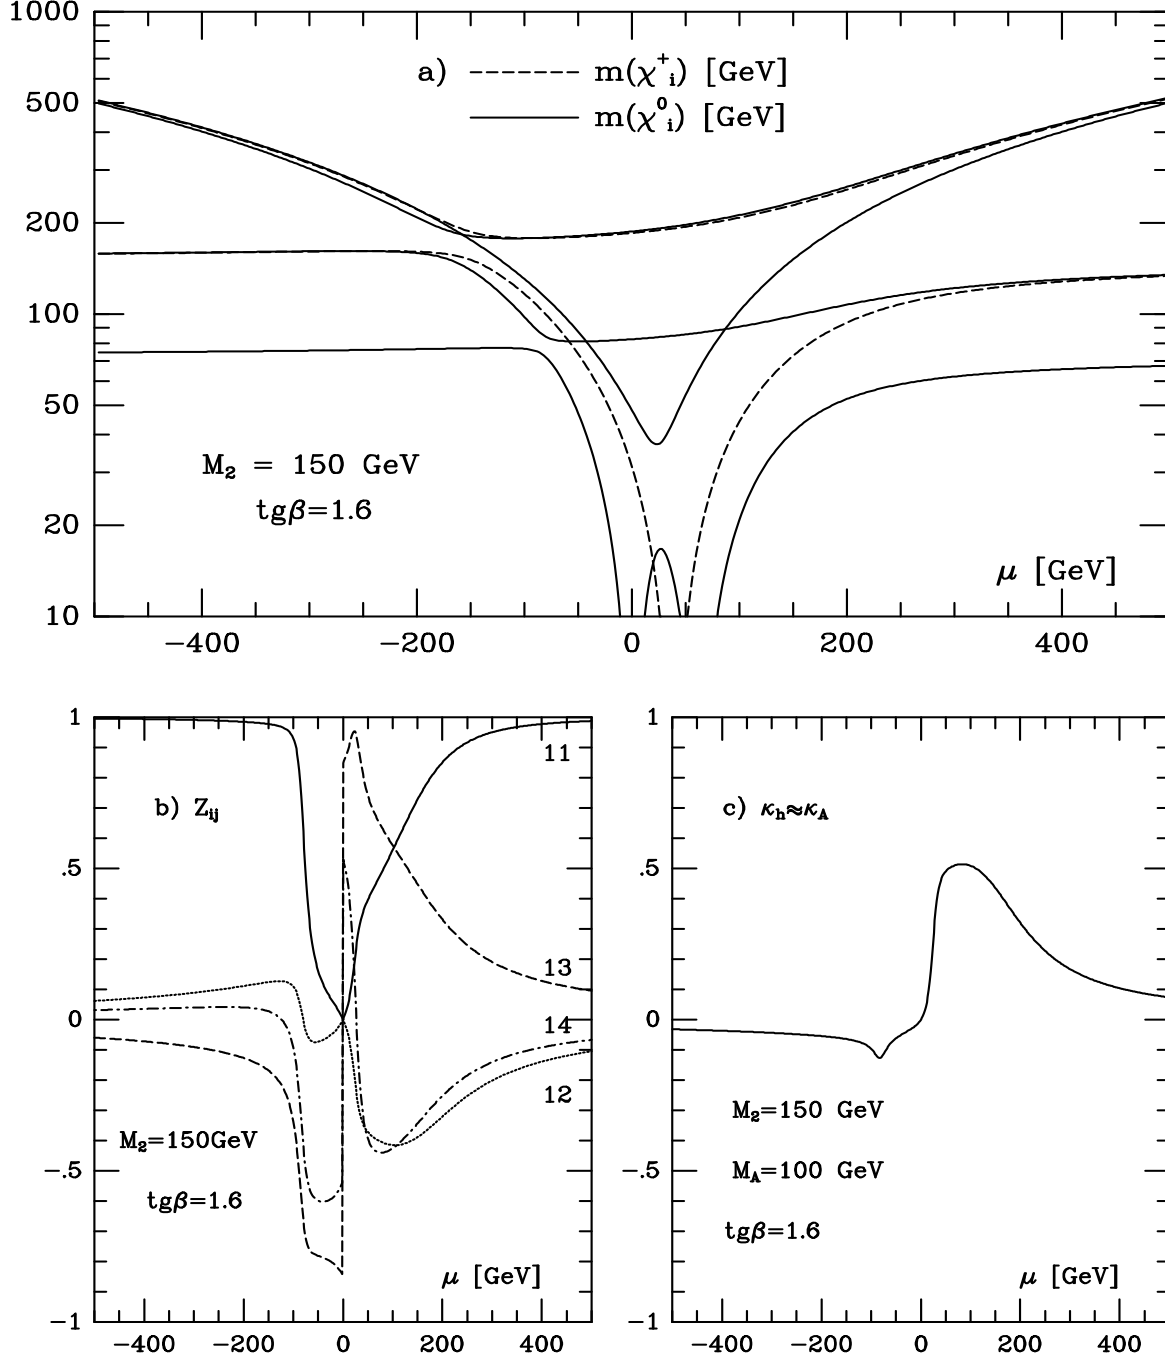 1000
500
200
100
50
20
10
a) m(χ⁺ᵢ) [GeV]
m(χ⁰ᵢ) [GeV]
M₂ = 150 GeV
tgβ=1.6
μ [GeV]
−400 −200 0 200 400
1
.5
0
-.5
-1
b) Zᵢⱼ
11
13
14
12
M₂=150GeV
tgβ=1.6
μ [GeV]
−400 −200 0 200 400
1
.5
0
-.5
-1
c) κₕ≈κ_A
M₂=150 GeV
M_A=100 GeV
tgβ=1.6
μ [GeV]
−400 −200 0 200 400